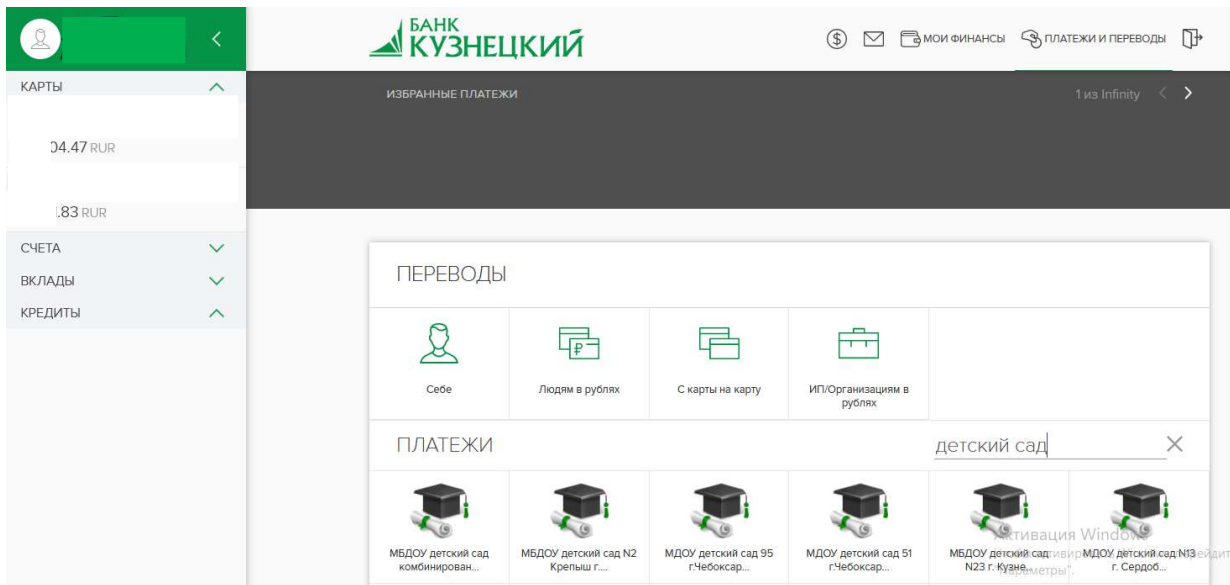 БАНК
КУЗНЕЦКИЙ
МОИ ФИНАНСЫ
ПЛАТЕЖИ И ПЕРЕВОДЫ
КАРТЫ
04.47 RUR
.83 RUR
СЧЕТА
ВКЛАДЫ
КРЕДИТЫ
ИЗБРАННЫЕ ПЛАТЕЖИ
1 из Infinity
ПЕРЕВОДЫ
Себе
Людям в рублях
С карты на карту
ИП/Организациям в
рублях
ПЛАТЕЖИ
детский сад
МБДОУ детский сад
комбинирован...
МБДОУ детский сад N2
Крепыш г....
МДОУ детский сад 95
г.Чебоксар...
МДОУ детский сад 51
г.Чебоксар...
МБДОУ детский сад
N23 г. Кузне...
МДОУ детский сад N13
г. Сердоб...
Активация Windows
"Параметры".